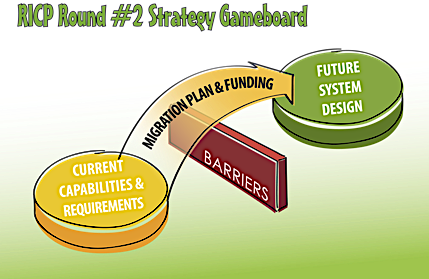 RICP Round #2 Strategy Gameboard
FUTURE
SYSTEM
DESIGN
MIGRATION PLAN & FUNDING
BARRIERS
CURRENT
CAPABILITIES &
REQUIREMENTS